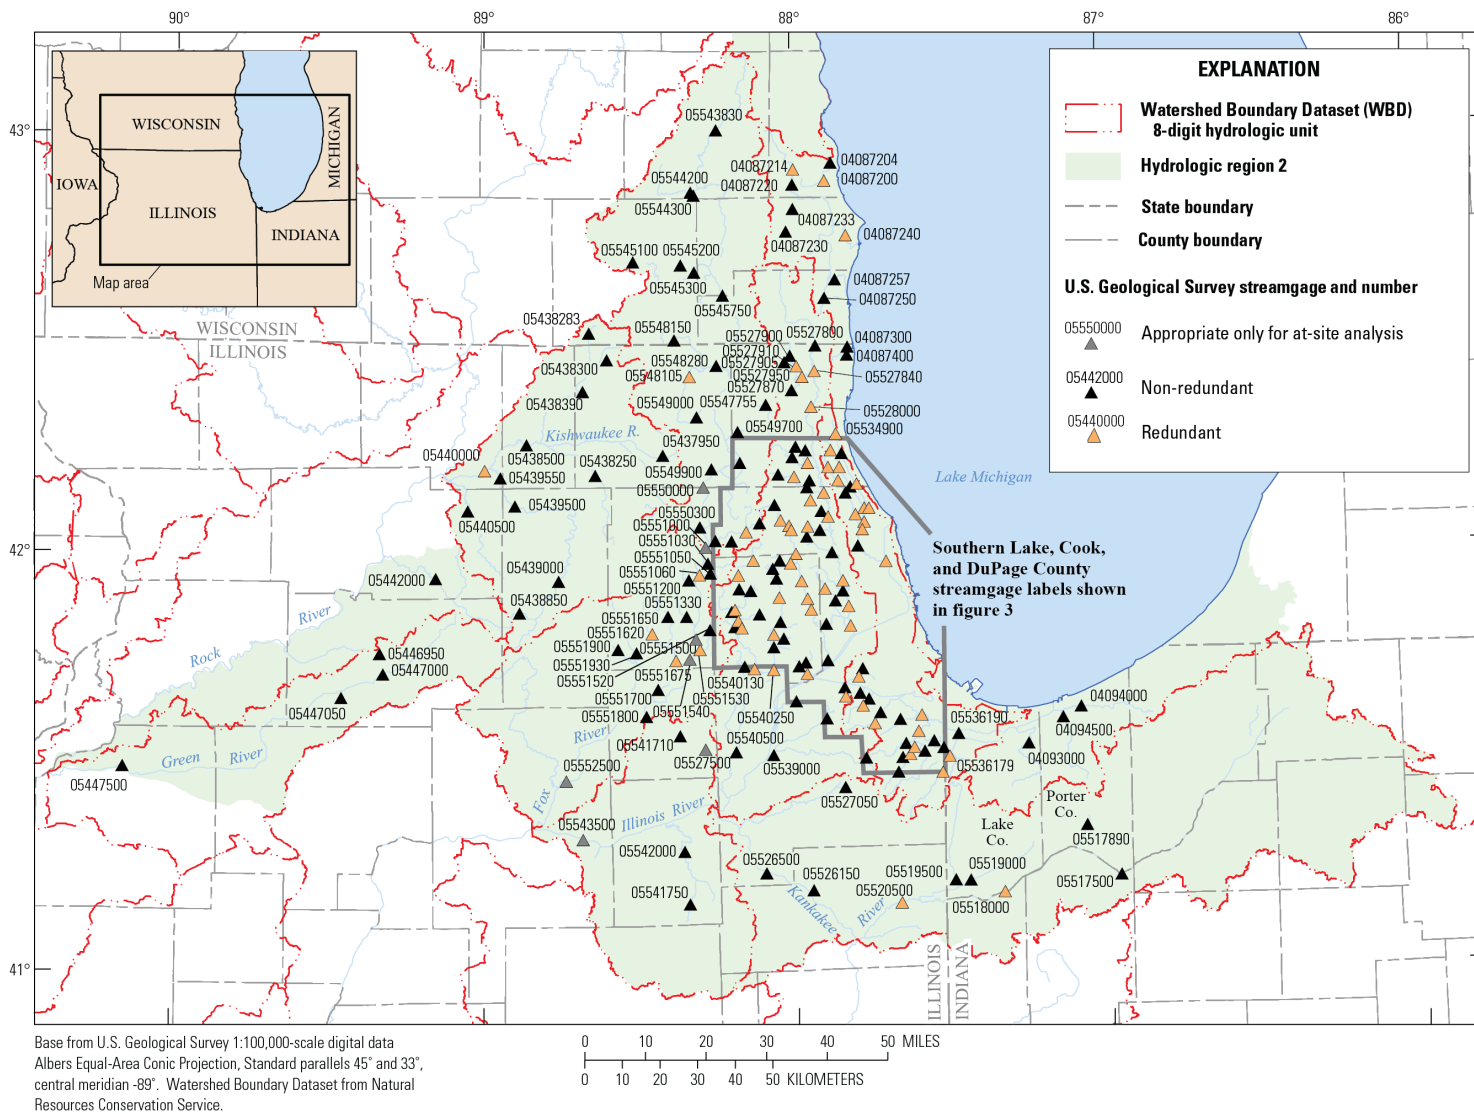 90°
89°
88°
87°
86°
43°
42°
41°
WISCONSIN
MICHIGAN
IOWA
ILLINOIS
INDIANA
Map area
EXPLANATION
Watershed Boundary Dataset (WBD)
8-digit hydrologic unit
Hydrologic region 2
State boundary
County boundary
U.S. Geological Survey streamgage and number
05550000
Appropriate only for at-site analysis
05442000
Non-redundant
05440000
Redundant
05543830
04087204
04087214
04087200
05544200
04087220
05544300
04087233
04087240
04087230
05545100
05545200
05545300
04087257
04087250
05545750
05438283
05548150
05527900
05527800
04087300
WISCONSIN
ILLINOIS
05527910
04087400
05548280
05527905
05438300
05548105
05527950
05527840
05527870
05438390
05549000
05547755
05528000
05549700
05534900
Kishwaukee R.
05437950
05440000
05438500
05438250
05439550
05549900
05550000
Lake Michigan
05439500
05550300
05440500
05551000
05551030
05551050
Southern Lake, Cook,
and DuPage County
streamgage labels shown
in figure 3
05439000
05551060
05442000
05551200
05438850
05551330
River
05551650
05551620
Rock
05446950
05551900
05551500
05447000
05551930
05551520
05551675
05540130
05551530
05551700
04094000
05447050
05551540
05551800
05540250
05536190
04094500
River
05541710
05540500
04093000
Green
River
05527500
05539000
05536179
05552500
05447500
05527050
Fox
Illinois River
Porter
Co.
05543500
Lake
Co.
05517890
05542000
05526500
05526150
05519500
05519000
05517500
05520500
05541750
05518000
Kankakee
River
ILLINOIS
INDIANA
Base from U.S. Geological Survey 1:100,000-scale digital data
Albers Equal-Area Conic Projection, Standard parallels 45° and 33°,
central meridian -89°. Watershed Boundary Dataset from Natural
Resources Conservation Service.
0 10 20 30 40 50 MILES
0 10 20 30 40 50 KILOMETERS